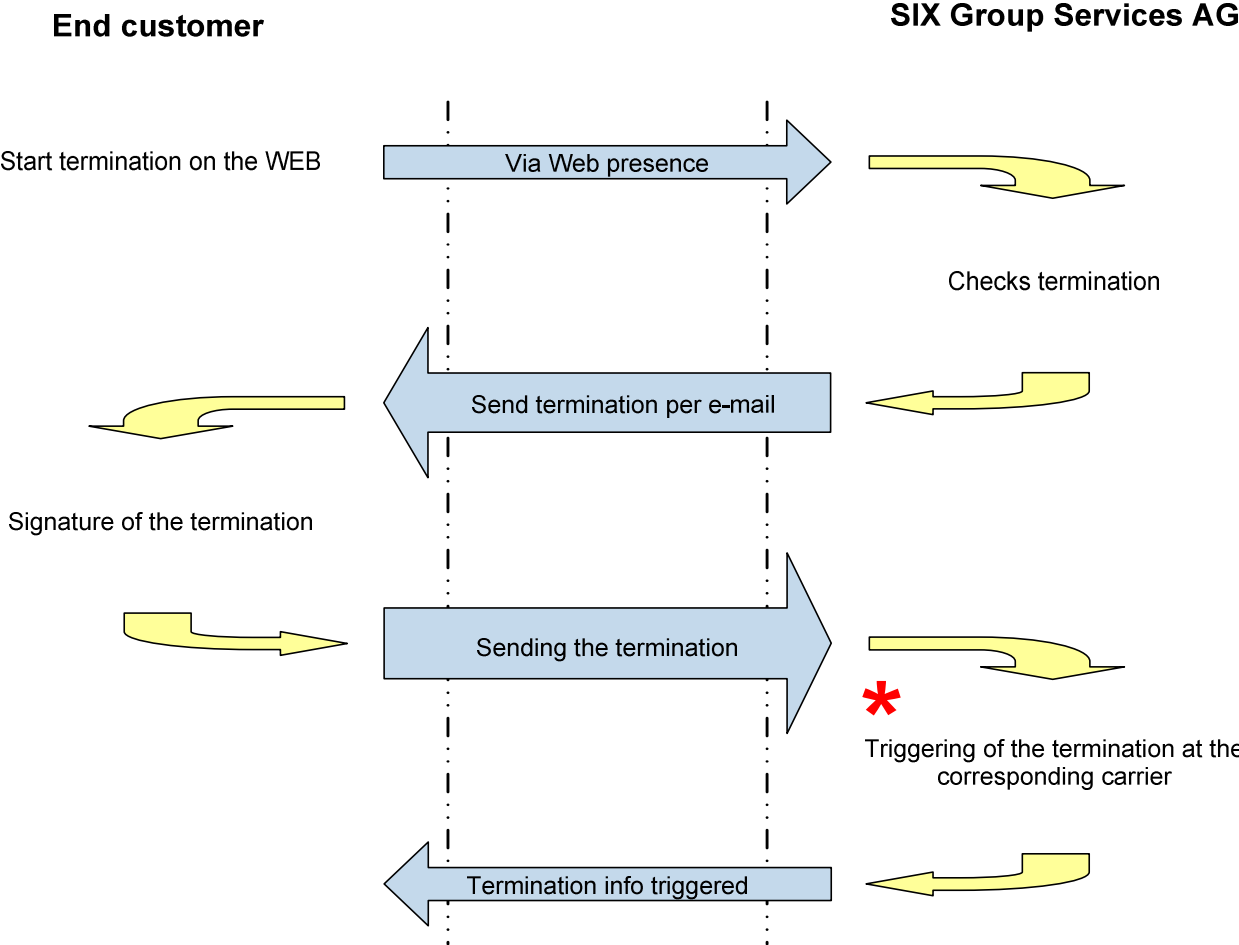 End customer
SIX Group Services AG
Start termination on the WEB
Via Web presence
Checks termination
Send termination per e-mail
Signature of the termination
Sending the termination
*
Triggering of the termination at the
corresponding carrier
Termination info triggered